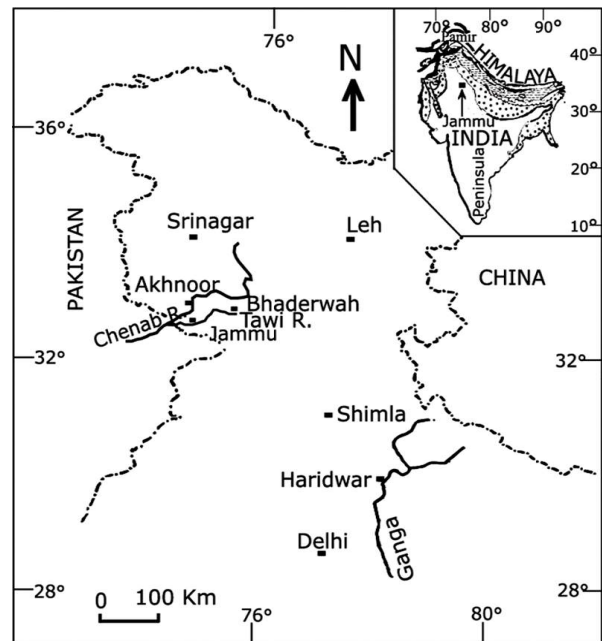 76°
70°
80°
90°
Pamir
HIMALAYA
40°
N
36°
30°
Jammu
INDIA
20°
Peninsula
10°
PAKISTAN
Srinagar
Leh
CHINA
Akhnoor
Chenab R.
Bhaderwah
Tawi R.
Jammu
32°
32°
Shimla
Haridwar
Ganga
Delhi
28°
28°
0 100 Km
76°
80°